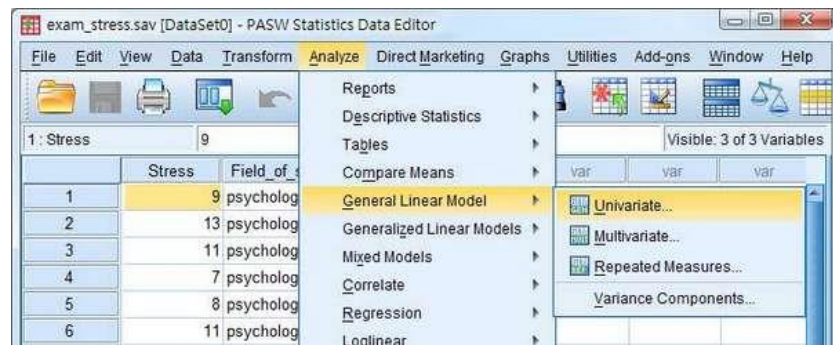 exam_stress.sav [DataSet0] - PASW Statistics Data Editor
File Edit View Data Transform Analyze Direct Marketing Graphs Utilities Add-ons Window Help
1 : Stress 9 Visible: 3 of 3 Variables
Stress Field_of_s var var var
1 9 psycholog
2 13 psycholog
3 11 psycholog
4 7 psycholog
5 8 psycholog
6 11 psycholog
Reports
Descriptive Statistics
Tables
Compare Means
General Linear Model
Generalized Linear Models
Mixed Models
Correlate
Regression
Loglinear
Univariate...
Multivariate...
Repeated Measures...
Variance Components...